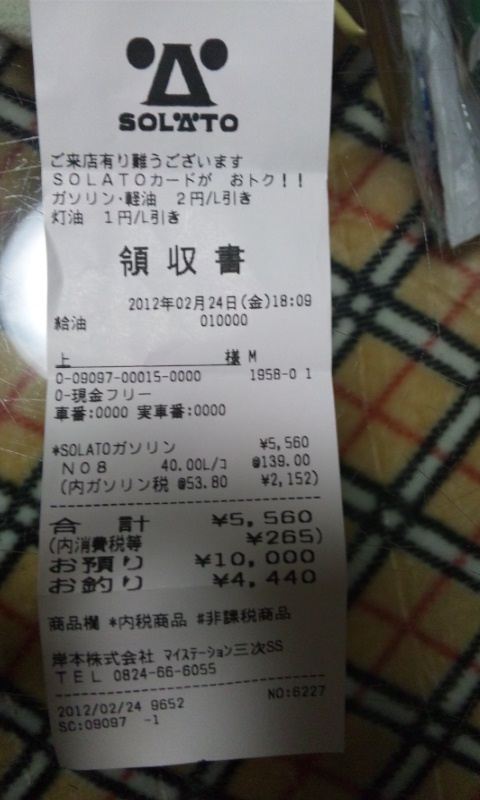 SOLATO
ご来店有り難うございます
SOLATOカードが おトク!!
ガソリン・軽油 2円/L引き
灯油 1円/L引き
領収書
2012年02月24日(金)18:09
給油 010000
上 様 M
0-09097-00015-0000 1958-0 1
0-現金フリー
車番:0000 実車番:0000
*SOLATOガソリン ¥5,560
NO8 40.00L/コ @139.00
(内ガソリン税 @53.80 ¥2,152)
合 計 ¥5,560
(内消費税等 ¥265)
お預り ¥10,000
お釣り ¥4,440
商品欄 *内税商品 #非課税商品
岸本株式会社 マイステーション三次SS
TEL 0824-66-6055
2012/02/24 9652 NO:6227
SC:09097 -1